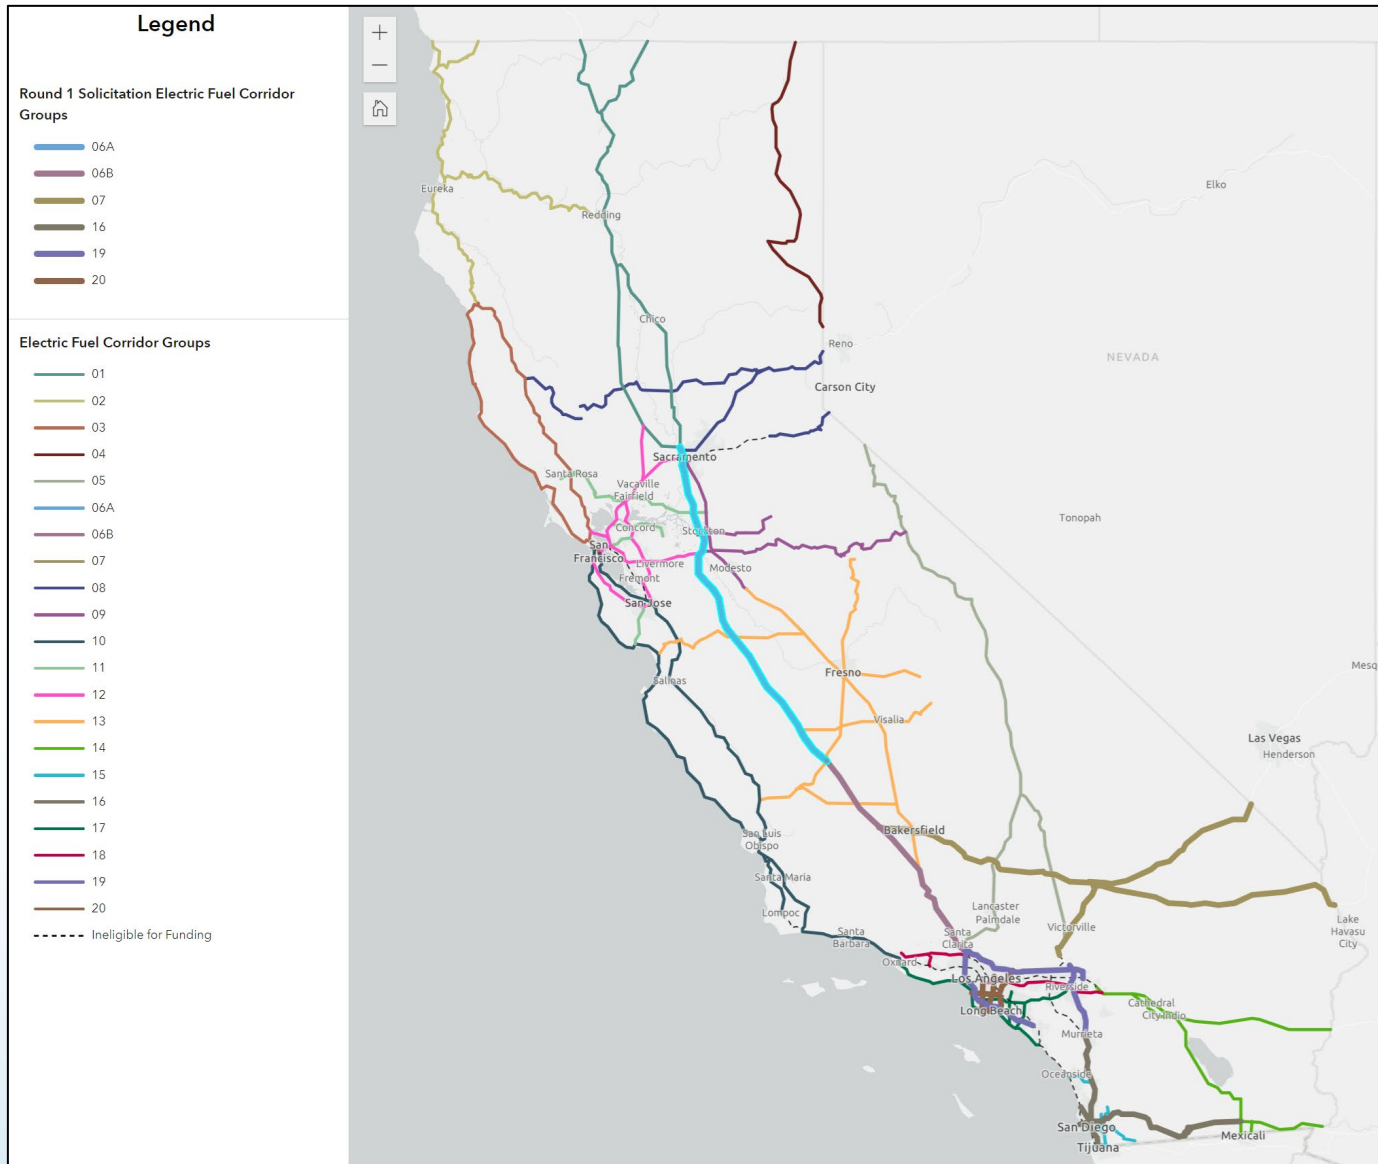 Legend
Round 1 Solicitation Electric Fuel Corridor
Groups
06A
06B
07
16
19
20
Electric Fuel Corridor Groups
01
02
03
04
05
06A
06B
07
08
09
10
11
12
13
14
15
16
17
18
19
20
Ineligible for Funding
+
−
Eureka
Redding
Elko
Chico
Reno
NEVADA
Carson City
Sacramento
Santa Rosa
Vacaville
Fairfield
Tonopah
Concord
Stockton
San
Francisco
Livermore
Modesto
Fremont
San Jose
Mesq
Fresno
Salinas
Visalia
Las Vegas
Henderson
Bakersfield
San Luis
Obispo
Santa Maria
Lompoc
Lancaster
Palmdale
Victorville
Lake
Havasu
City
Santa
Barbara
Santa
Clarita
Oxnard
Los Angeles
Riverside
Long Beach
Cathedral
City
Indio
Murrieta
Oceanside
San Diego
Mexicali
Tijuana